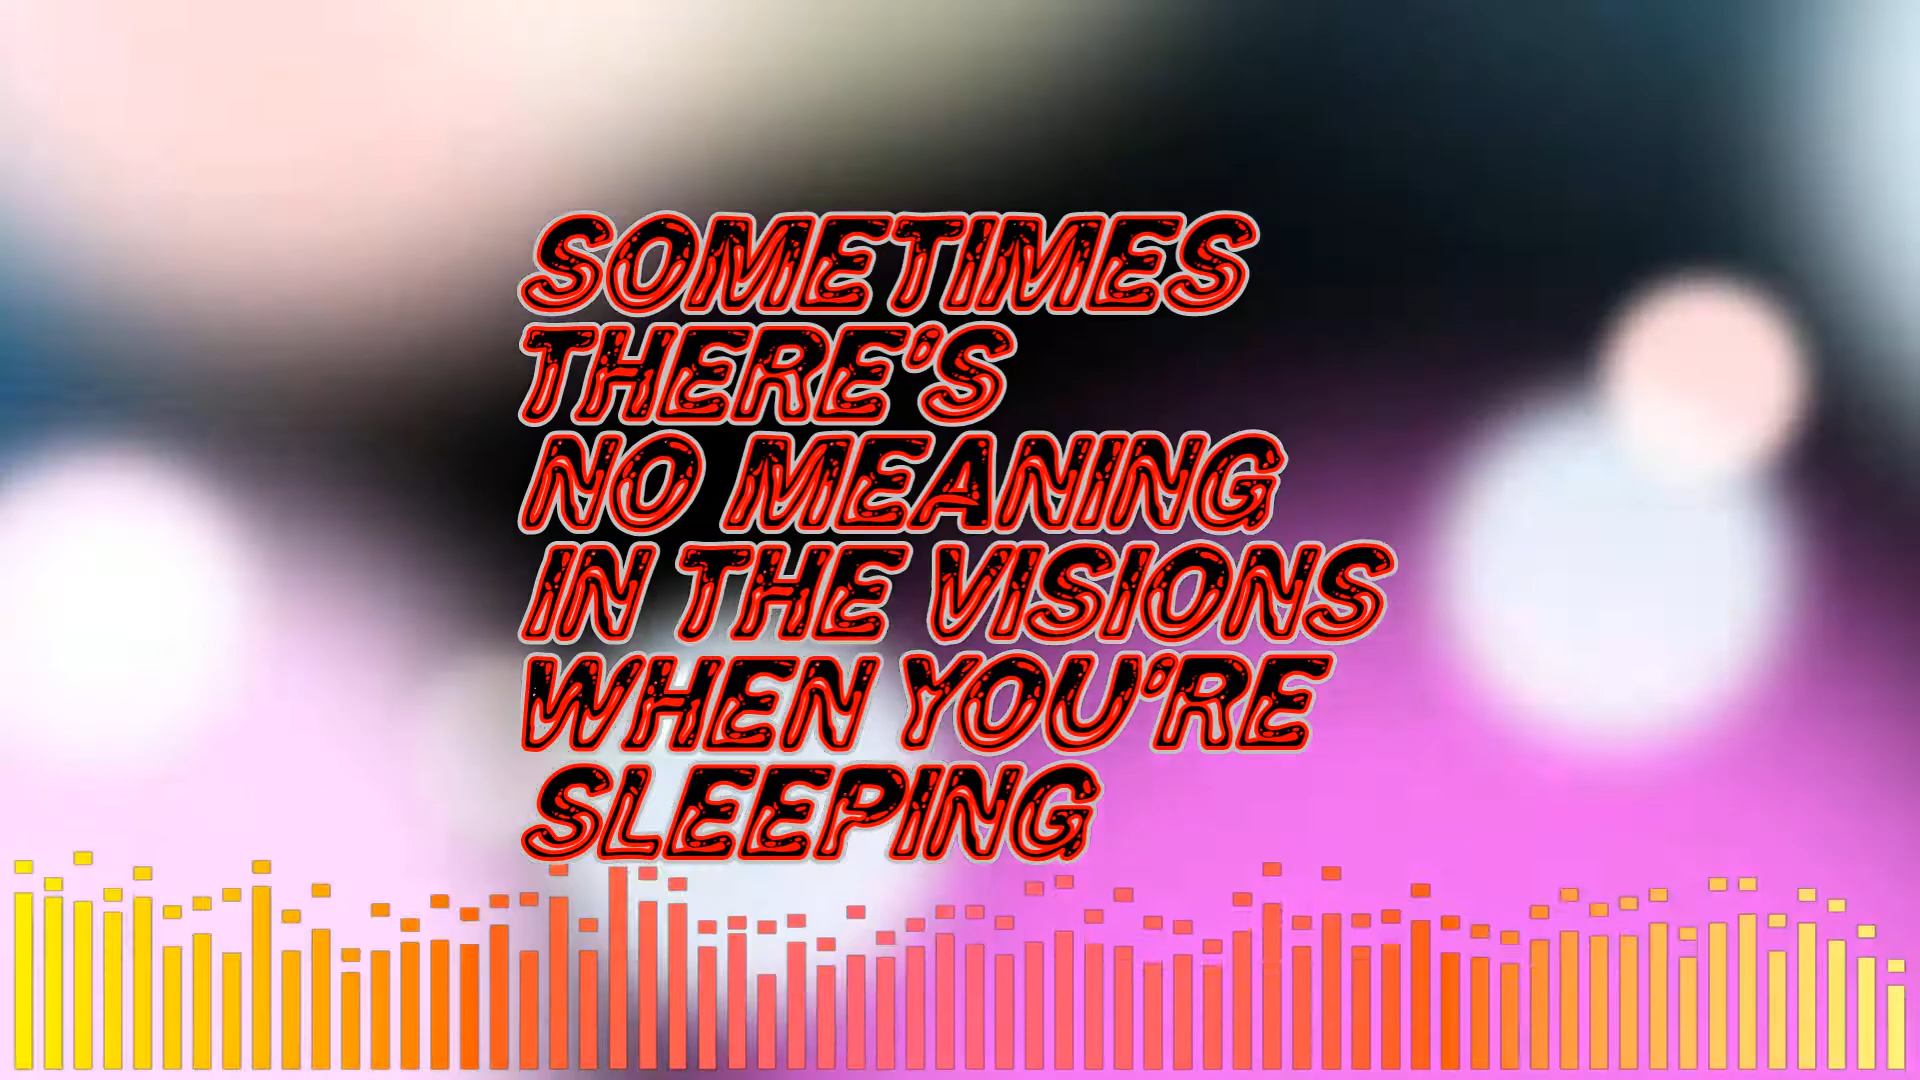 SOMETIMES
THERE'S
NO MEANING
IN THE VISIONS
WHEN YOU'RE
SLEEPING